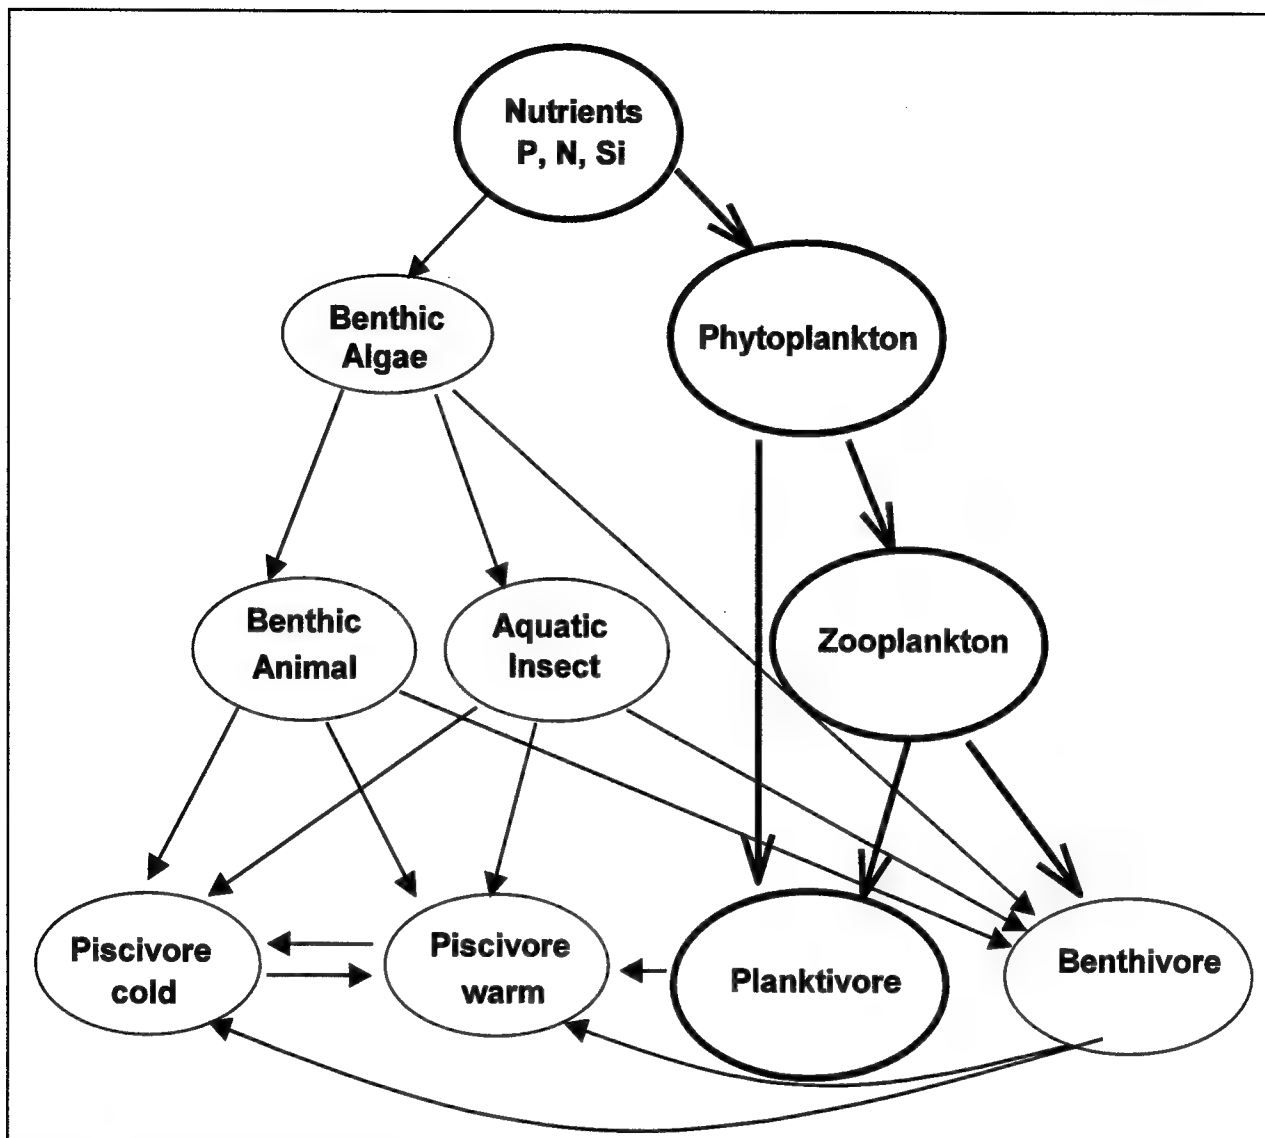 Nutrients
P, N, Si
Benthic
Algae
Phytoplankton
Benthic
Animal
Aquatic
Insect
Zooplankton
Piscivore
cold
Piscivore
warm
Planktivore
Benthivore